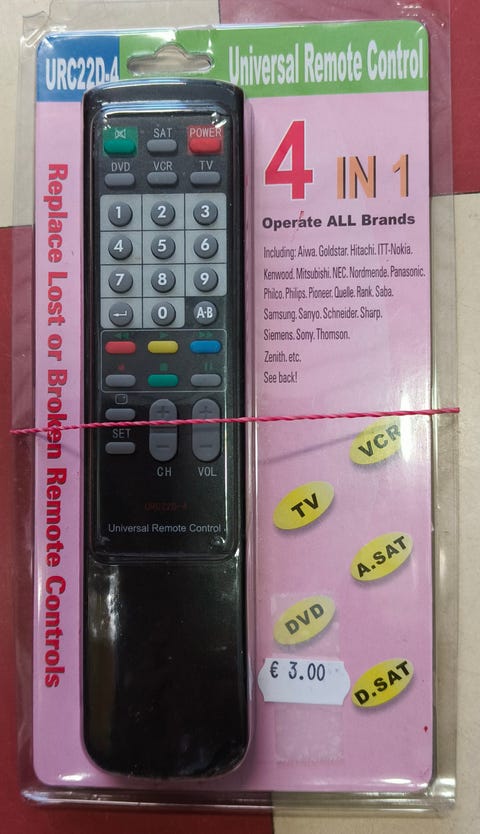 URC22D-4
Universal Remote Control
4 IN 1
Operate ALL Brands
Including: Aiwa. Goldstar. Hitachi. ITT-Nokia.
Kenwood. Mitsubishi. NEC. Nordmende. Panasonic.
Philco. Philips. Pioneer. Quelle. Rank. Saba.
Samsung. Sanyo. Schneider. Sharp.
Siemens. Sony. Thomson.
Zenith. etc.
See back!
VCR
TV
A.SAT
DVD
D.SAT
€ 3.00
Replace Lost or Broken Remote Controls
SAT POWER
DVD VCR TV
1 2 3
4 5 6
7 8 9
0 A·B
SET
CH VOL
URC22D-4
Universal Remote Control